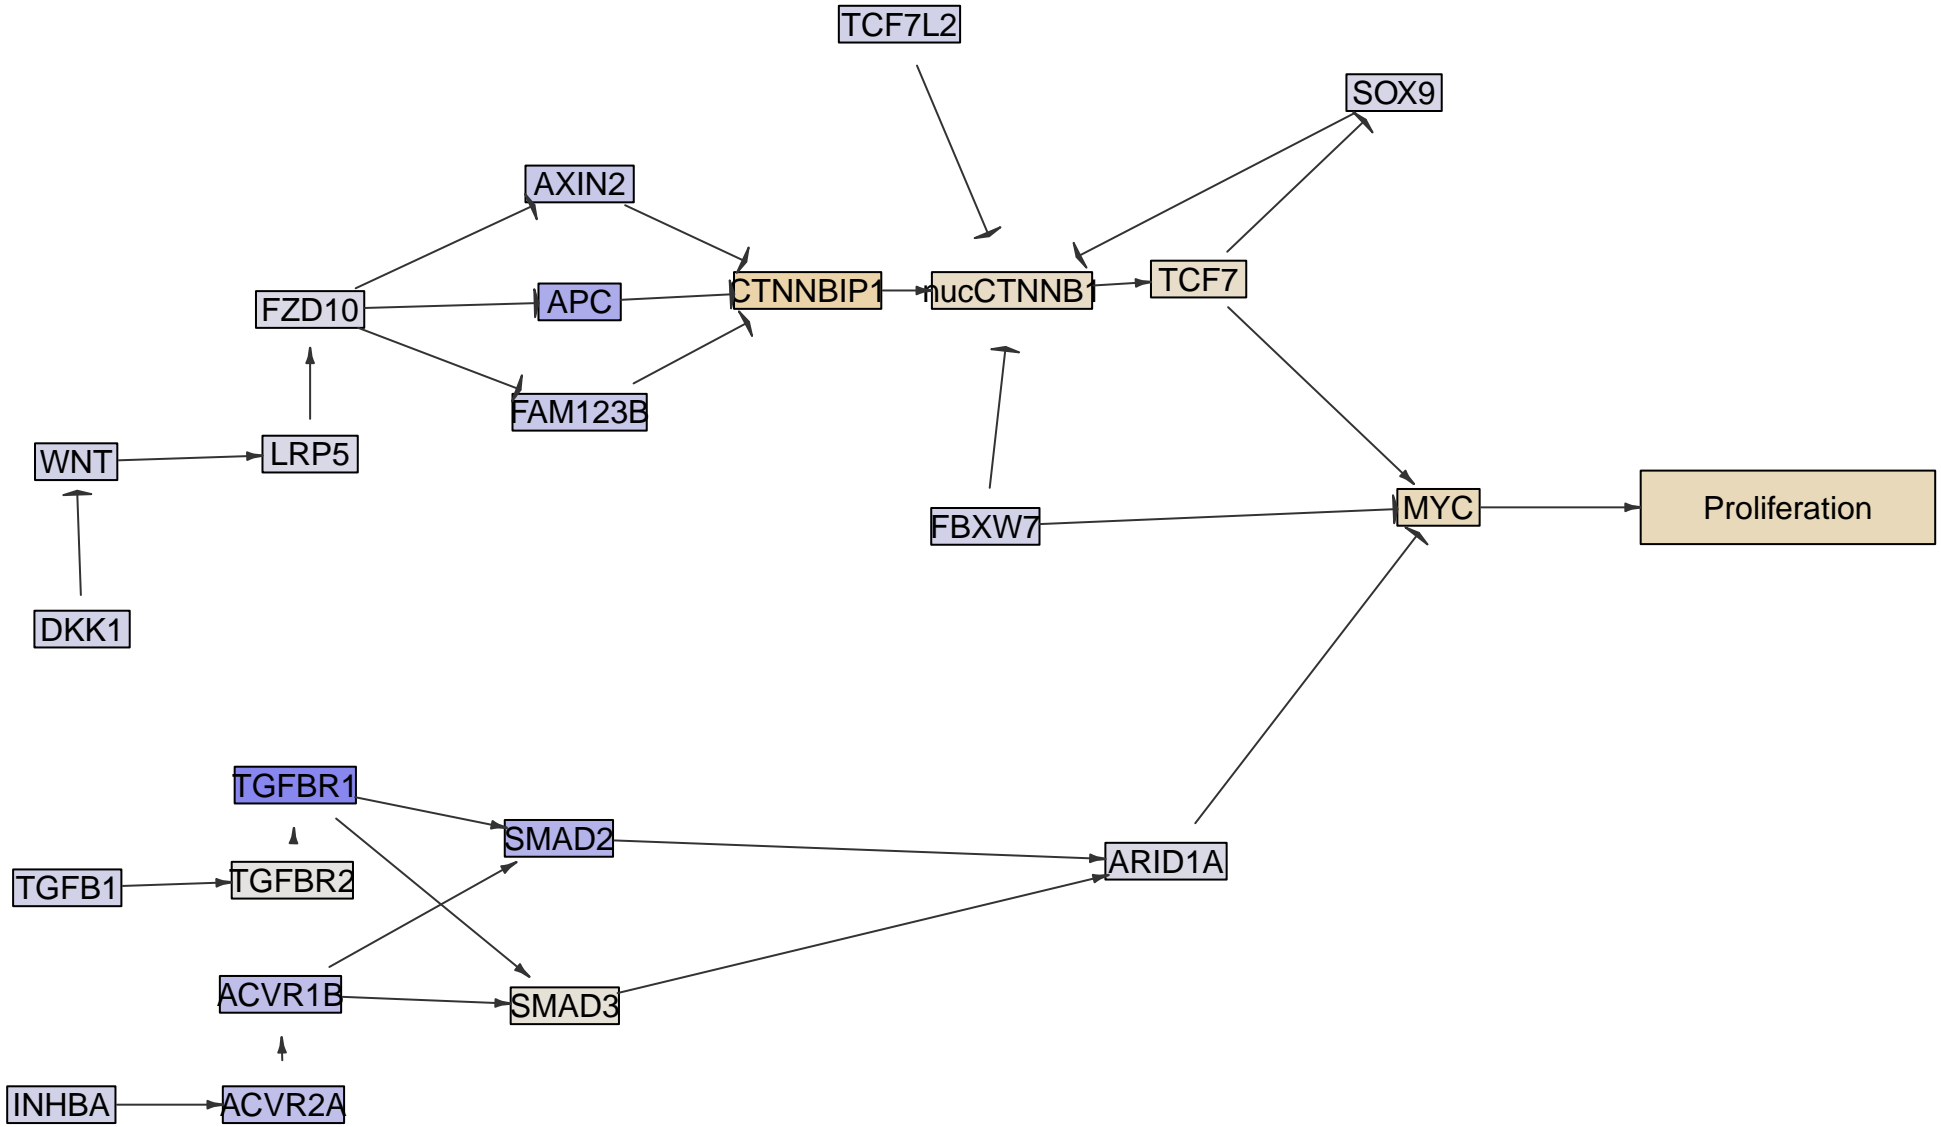 TCF7L2
SOX9
AXIN2
FZD10
APC
CTNNBIP1
nucCTNNB1
TCF7
FAM123B
WNT
LRP5
FBXW7
MYC
Proliferation
DKK1
TGFBR1
SMAD2
ARID1A
TGFB1
TGFBR2
ACVR1B
SMAD3
INHBA
ACVR2A